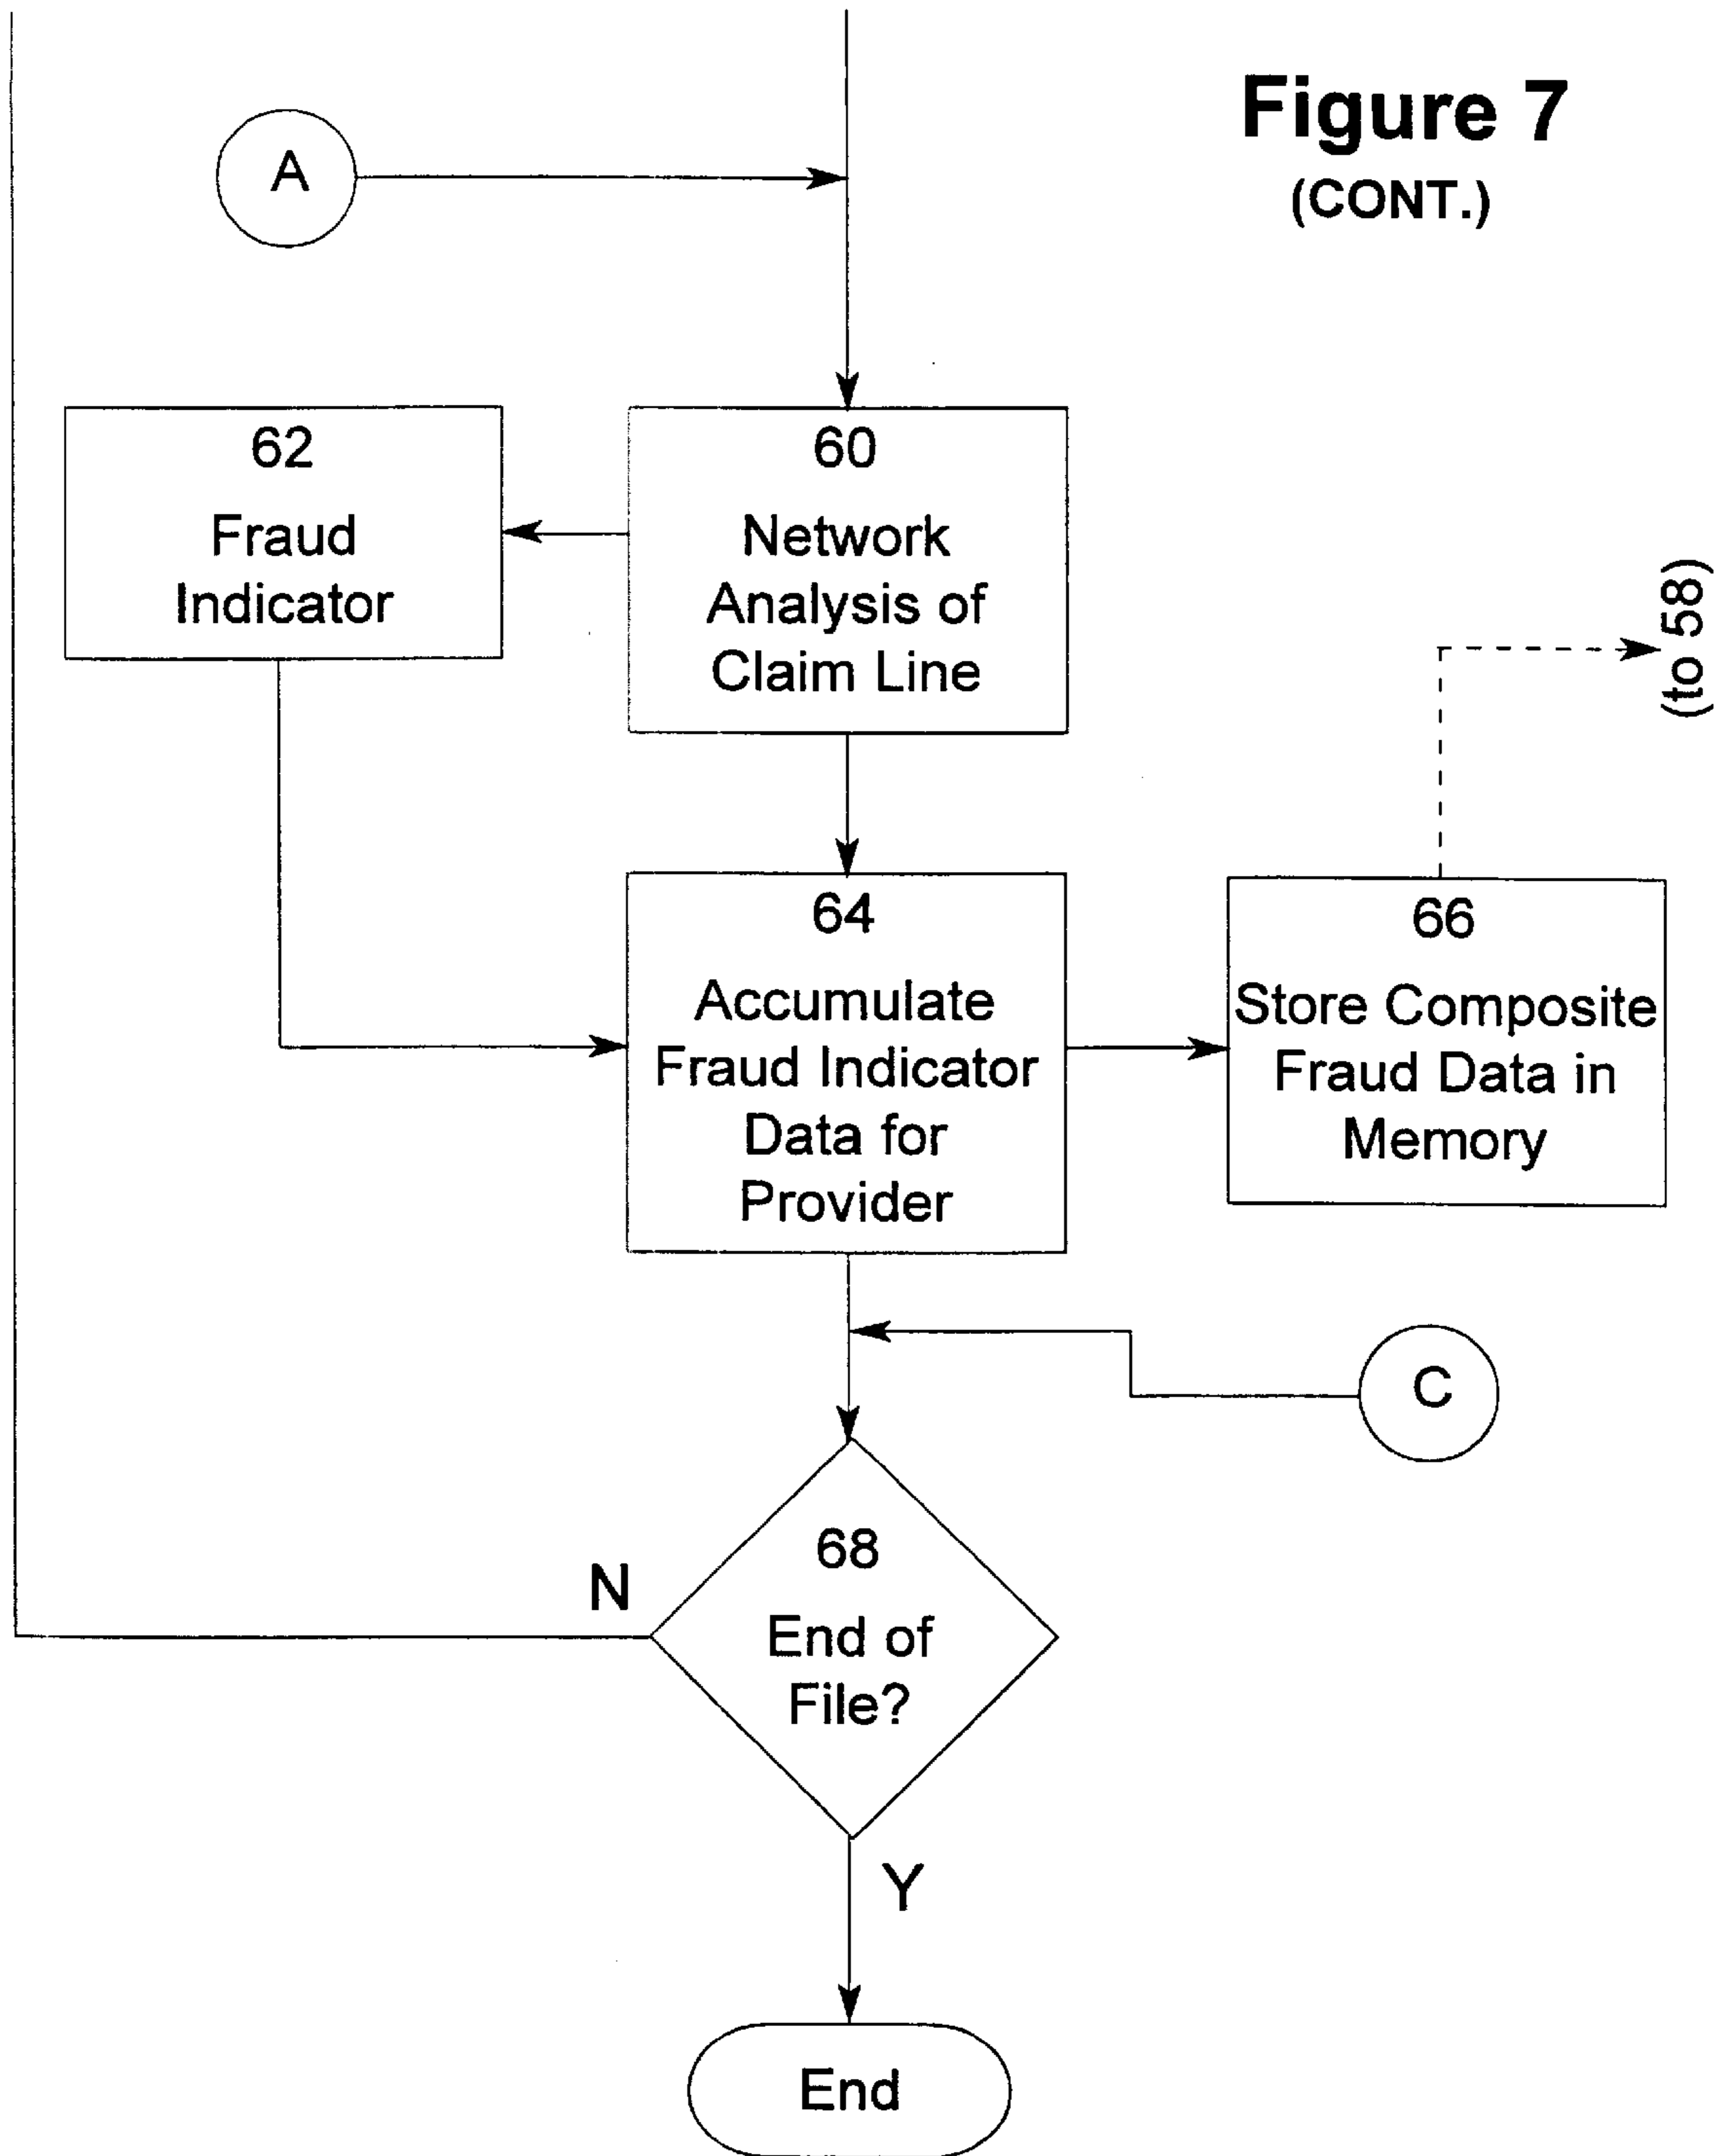 Figure 7
(CONT.)
A
62
Fraud
Indicator
60
Network
Analysis of
Claim Line
(to 58)
64
Accumulate
Fraud Indicator
Data for
Provider
66
Store Composite
Fraud Data in
Memory
C
68
End of
File?
N
Y
End